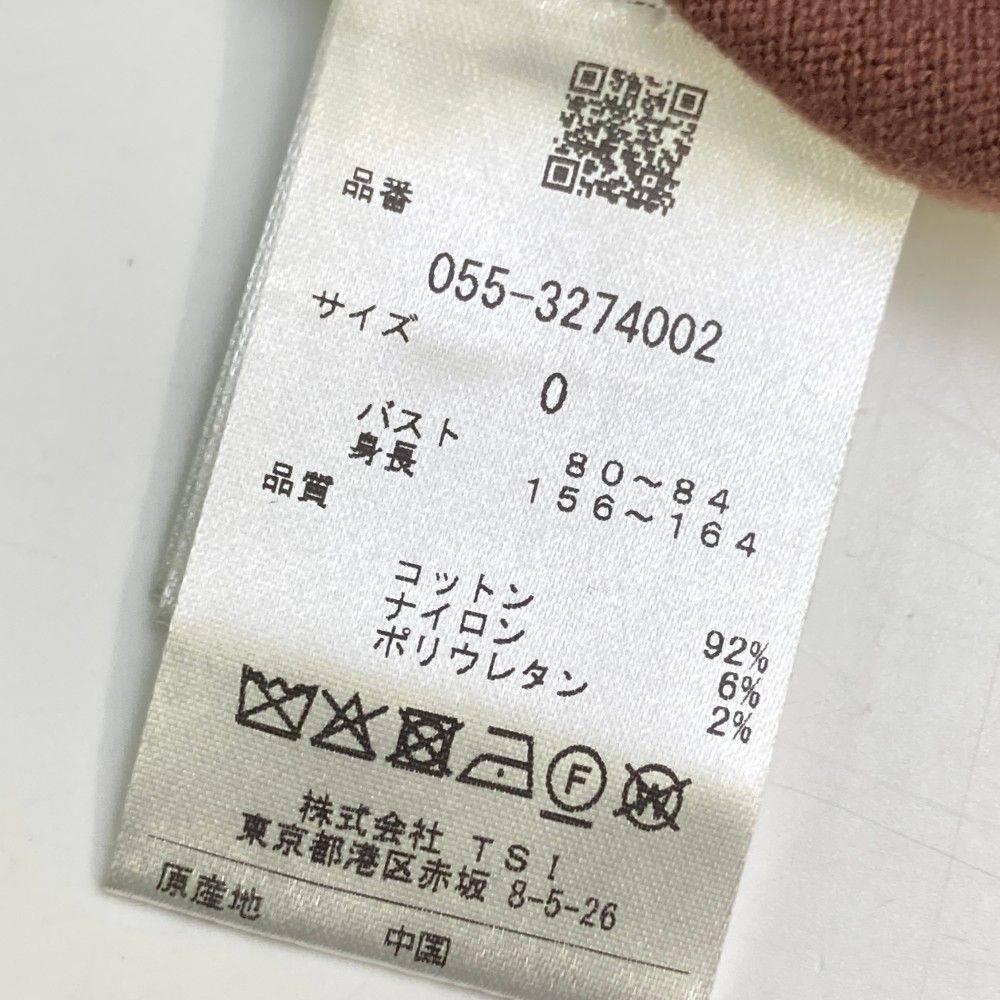 品番
055-3274002
サイズ
0
バスト 80～84
身長 156～164
品質
コットン 92%
ナイロン 6%
ポリウレタン 2%
F
W
株式会社 TSI
東京都港区赤坂 8-5-26
原産地
中国